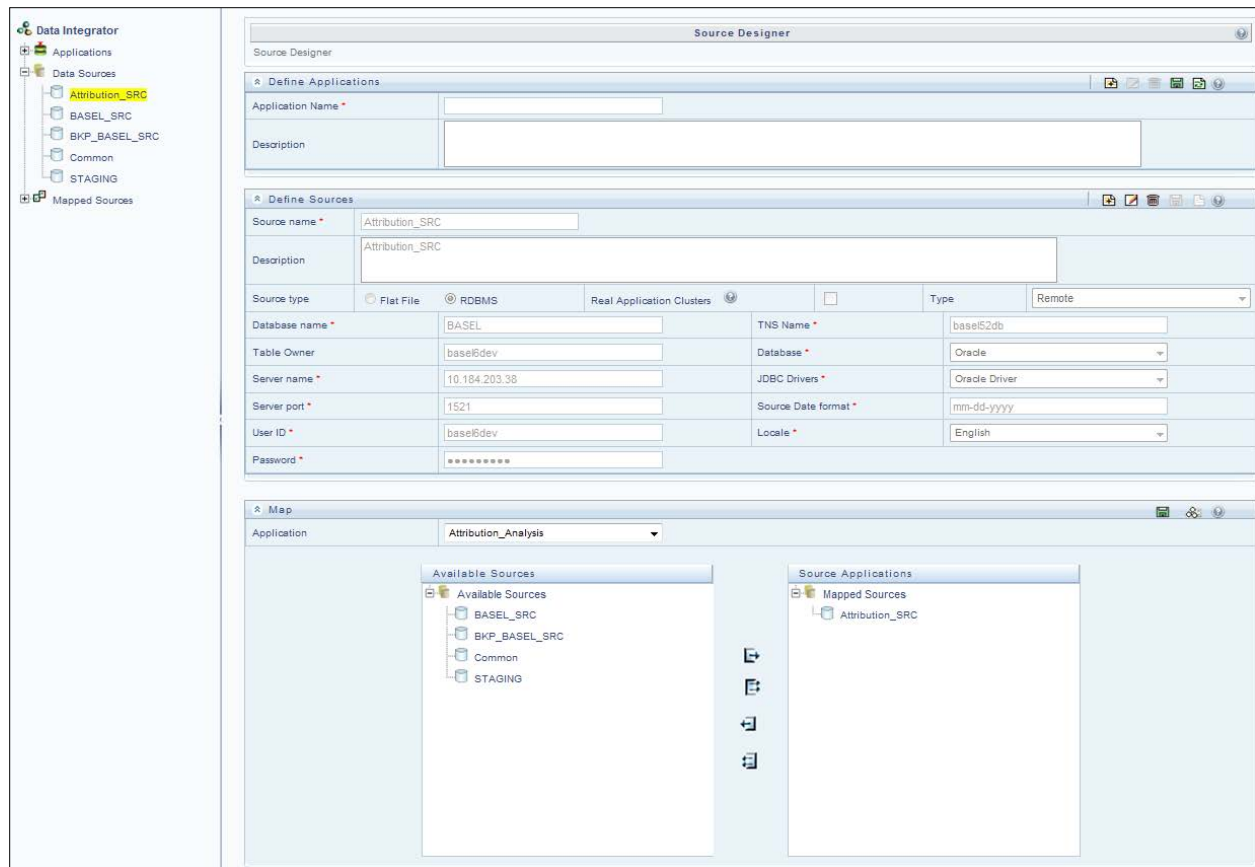 Data Integrator
Applications
Data Sources
Attribution_SRC
BASEL_SRC
BKP_BASEL_SRC
Common
STAGING
Mapped Sources
Source Designer
Source Designer
Define Applications
Application Name *
Description
Define Sources
Source name * Attribution_SRC
Description Attribution_SRC
Source type Flat File RDBMS Real Application Clusters Type Remote
Database name * BASEL TNS Name * basel52db
Table Owner basel6dev Database * Oracle
Server name * 10.184.203.38 JDBC Drivers * Oracle Driver
Server port * 1521 Source Date format * mm-dd-yyyy
User ID * basel6dev Locale * English
Password * •••••••••
Map
Application Attribution_Analysis
Available Sources
Available Sources
BASEL_SRC
BKP_BASEL_SRC
Common
STAGING
Source Applications
Mapped Sources
Attribution_SRC